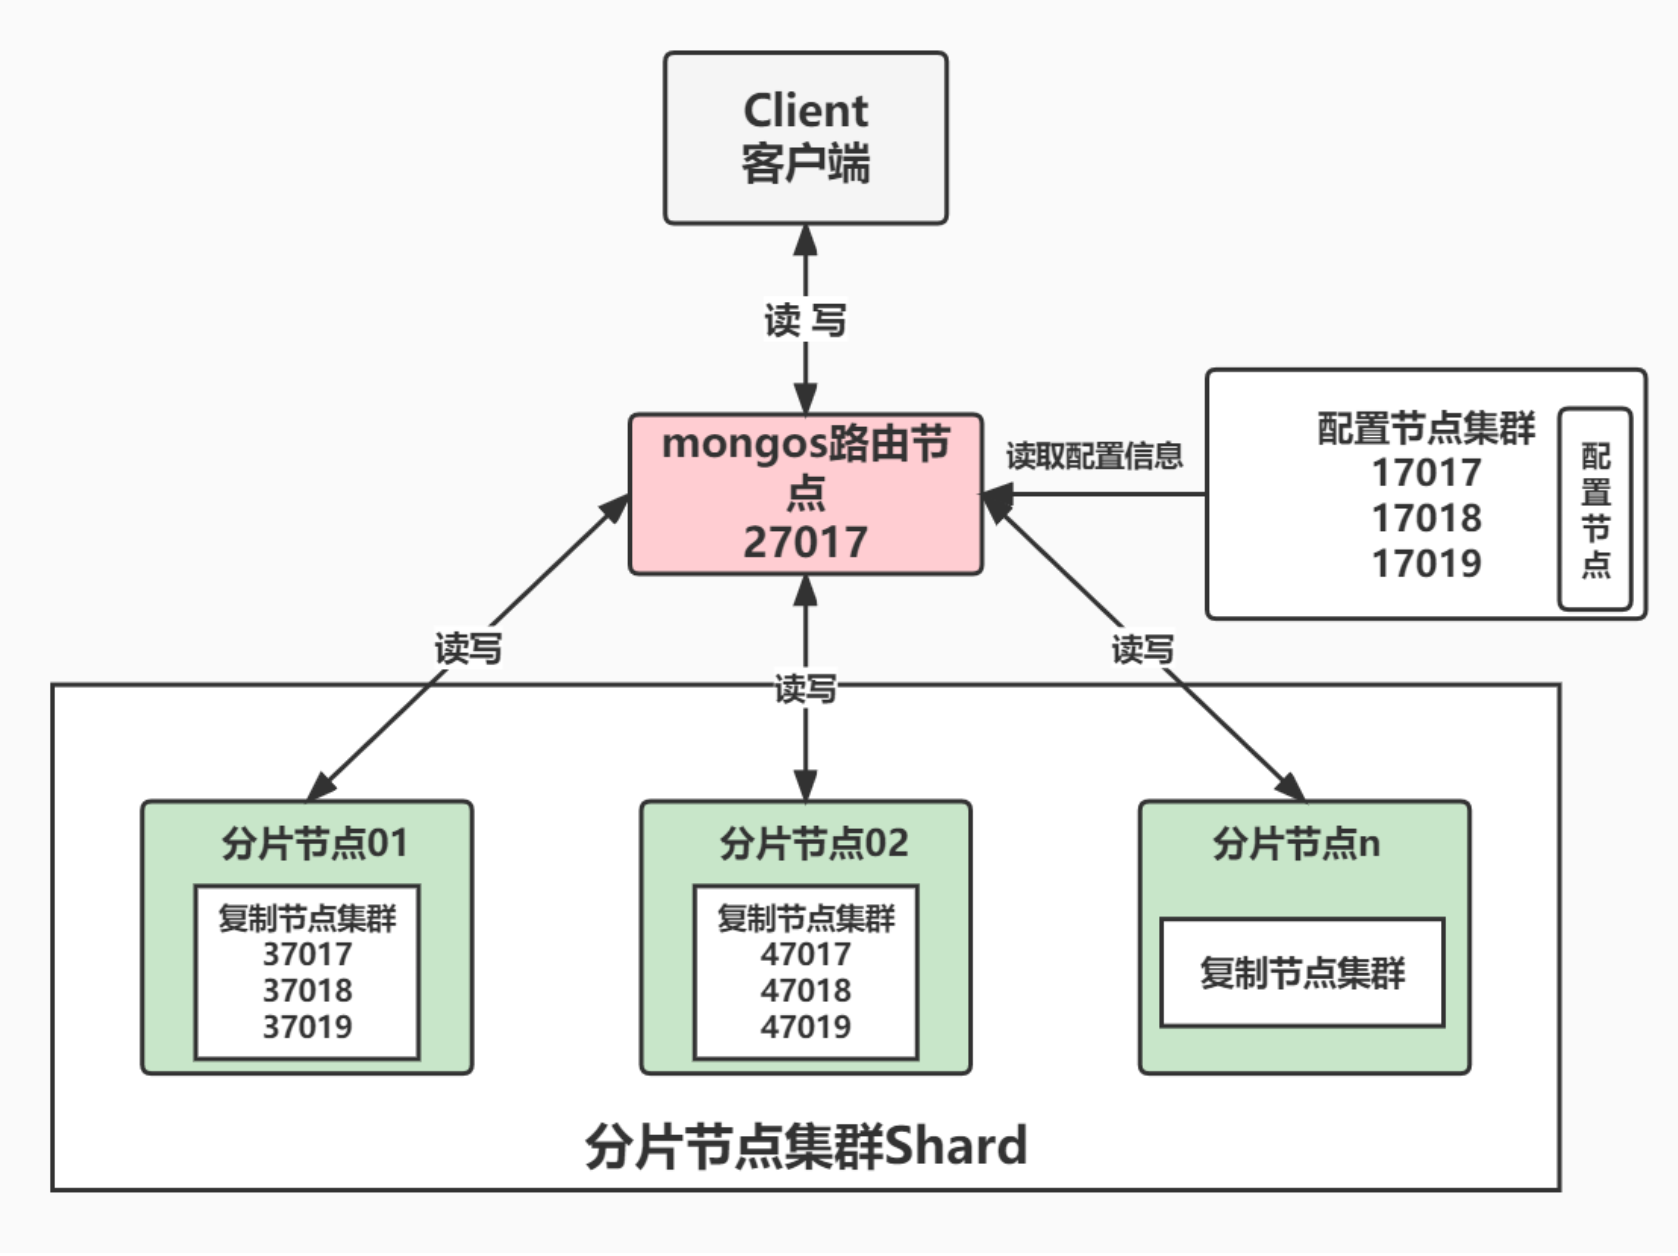 Client
客户端
读 写
mongos路由节
点
27017
读取配置信息
配置节点集群
17017
17018
17019
配
置
节
点
读写
读写
读写
分片节点01
复制节点集群
37017
37018
37019
分片节点02
复制节点集群
47017
47018
47019
分片节点n
复制节点集群
分片节点集群Shard